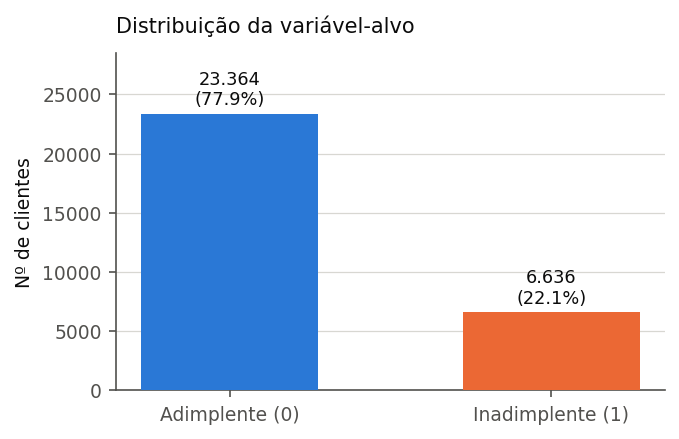 Distribuição da variável-alvo
23.364
(77.9%)
6.636
(22.1%)
Nº de clientes
25000
20000
15000
10000
5000
0
Adimplente (0)
Inadimplente (1)